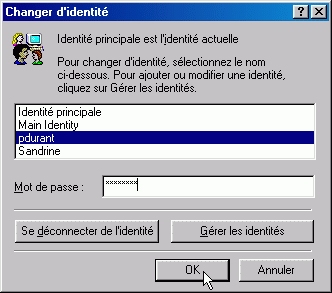 Changer d'identité
Identité principale est l'identité actuelle
Pour changer d'identité, sélectionnez le nom
ci-dessous. Pour ajouter ou modifier une identité,
cliquez sur Gérer les identités.
Identité principale
Main Identity
pdurant
Sandrine
Mot de passe : xxxxxxxx
Se déconnecter de l'identité
Gérer les identités
OK
Annuler